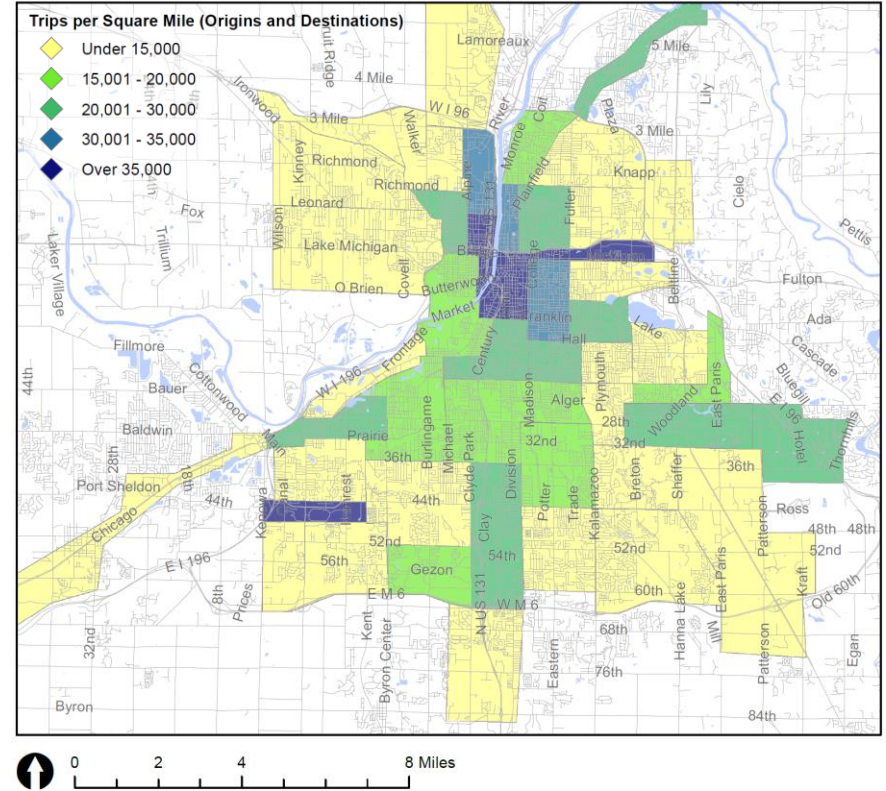 Trips per Square Mile (Origins and Destinations)
Under 15,000
15,001 - 20,000
20,001 - 30,000
30,001 - 35,000
Over 35,000
Lamoreaux
5 Mile
4 Mile
Ironwood
3 Mile
W I 96
River
Coit
Monroe
Plaza
Lily
3 Mile
Walker
Kinney
Richmond
Alpine
Plainfield
Knapp
Richmond
Leonard
Fuller
Cielo
Fox
Trillium
Wilson
Lake Michigan
Pettis
Laker Village
Covell
O Brien
Butterworth
College
Beltline
Fulton
Market
Franklin
Lake
Ada
Fillmore
Frontage
Century
Hall
Cascade
W I 196
Bauer
Cottonwood
Madison
Plymouth
East Paris
Bluegill
44th
Alger
Woodland
E I 96
Baldwin
Main
Prairie
Burlingame
Michael
28th
Hotel
Thornhills
32nd
32nd
28th
36th
Clyde Park
Division
36th
Port Sheldon
18th
44th
Kenowa
44th
Potter
Trade
Kalamazoo
Breton
Shaffer
Patterson
Ross
Chicago
Clay
48th
48th
52nd
52nd
52nd
E I 196
56th
54th
Gezon
60th
East Paris
Kraft
Old 60th
8th
Prices
E M 6
W M 6
N US 131
32nd
Kent
Byron Center
68th
Hanna Lake
Mill
Eastern
76th
Patterson
Egan
Byron
84th
0 2 4 8 Miles